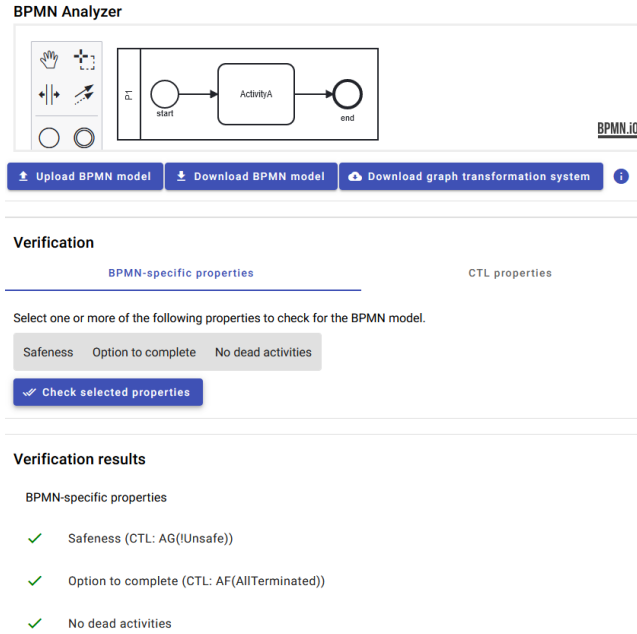 BPMN Analyzer
P1
start
ActivityA
end
BPMN.iO
Upload BPMN model
Download BPMN model
Download graph transformation system
Verification
BPMN-specific properties
CTL properties
Select one or more of the following properties to check for the BPMN model.
Safeness Option to complete No dead activities
Check selected properties
Verification results
BPMN-specific properties
Safeness (CTL: AG(!Unsafe))
Option to complete (CTL: AF(AllTerminated))
No dead activities